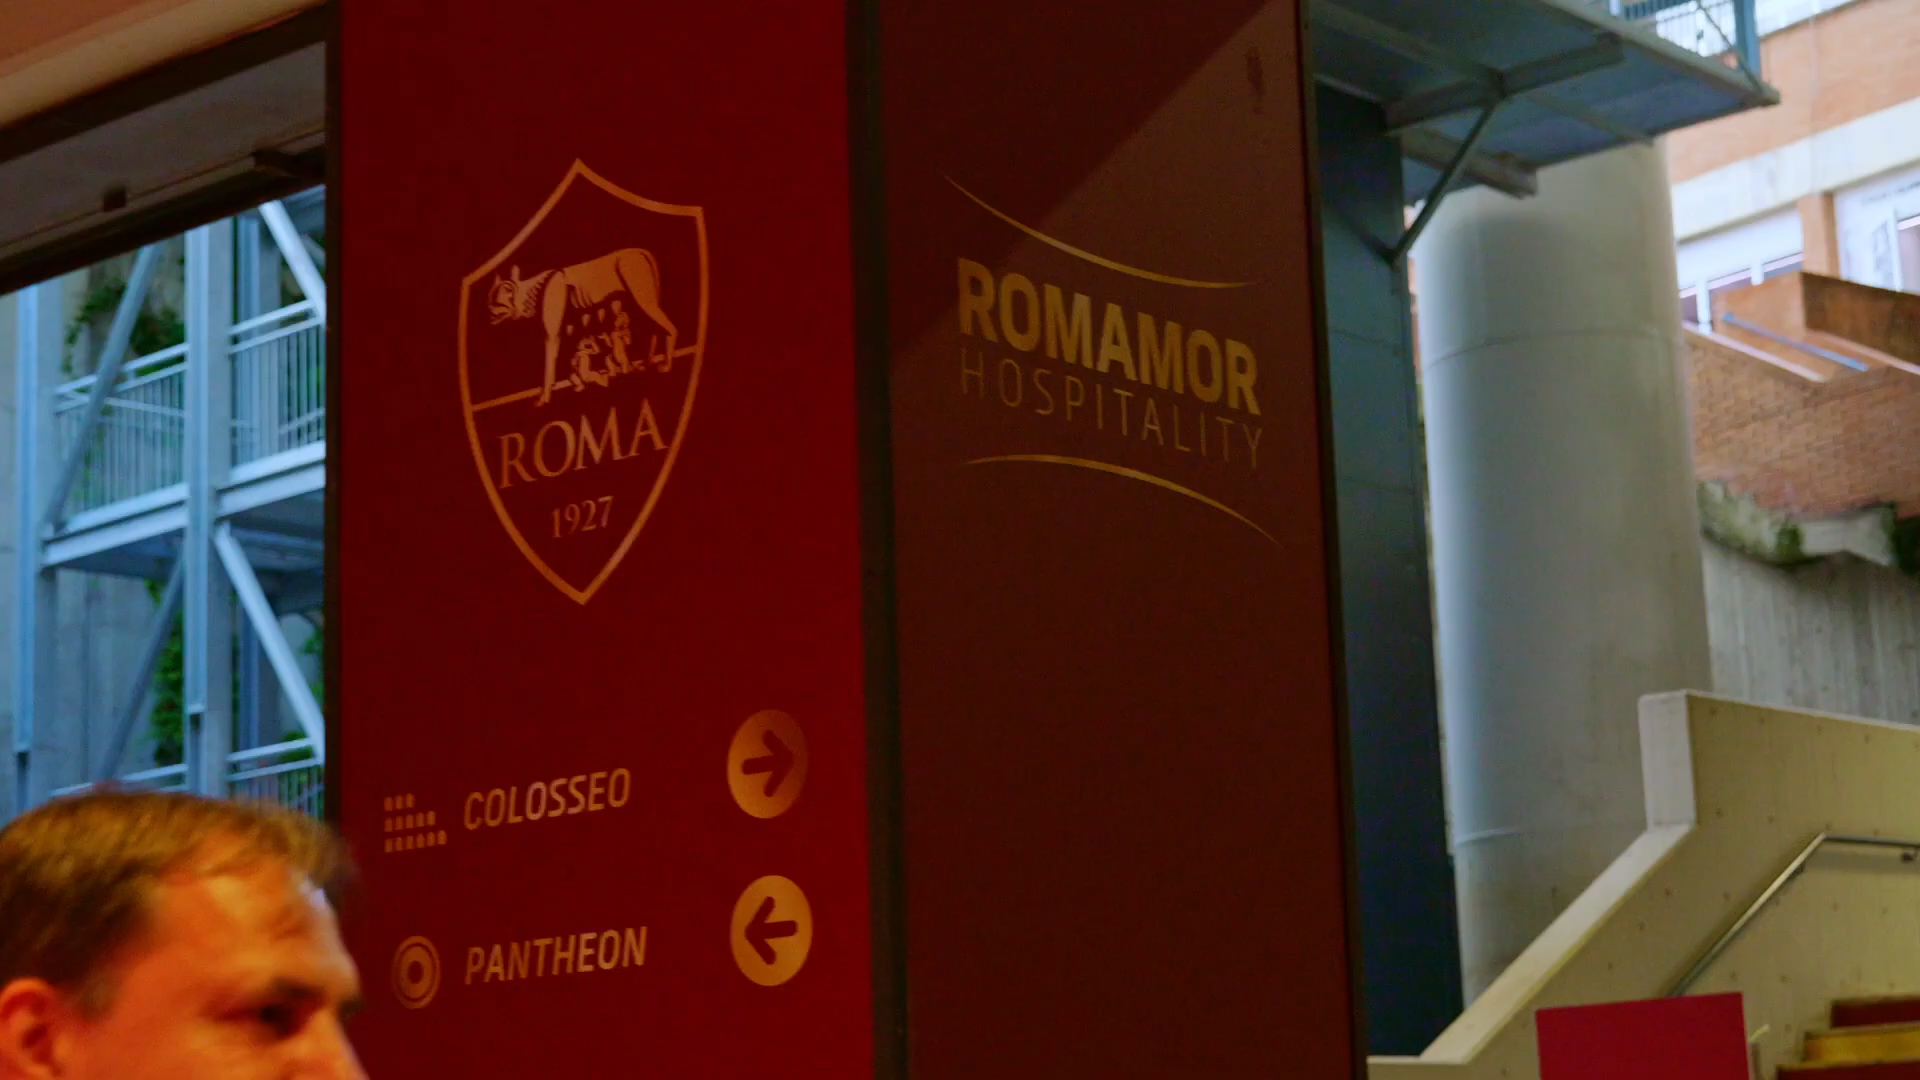 ROMA
1927
COLOSSEO
PANTHEON
ROMAMOR
HOSPITALITY